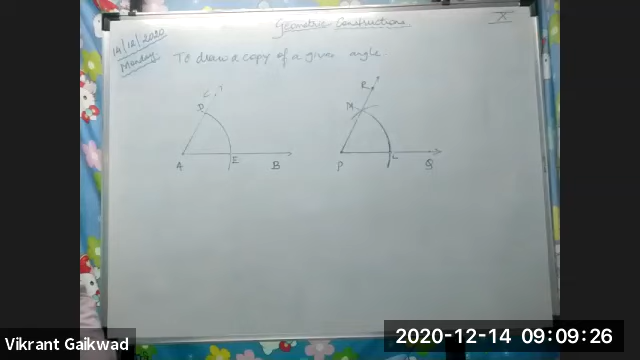 Geometric Constructions
X
14/12/2020
Monday
To draw a copy of a given angle
C
D
A
E
B
R
M
P
L
Q
Vikrant Gaikwad
2020-12-14 09:09:26